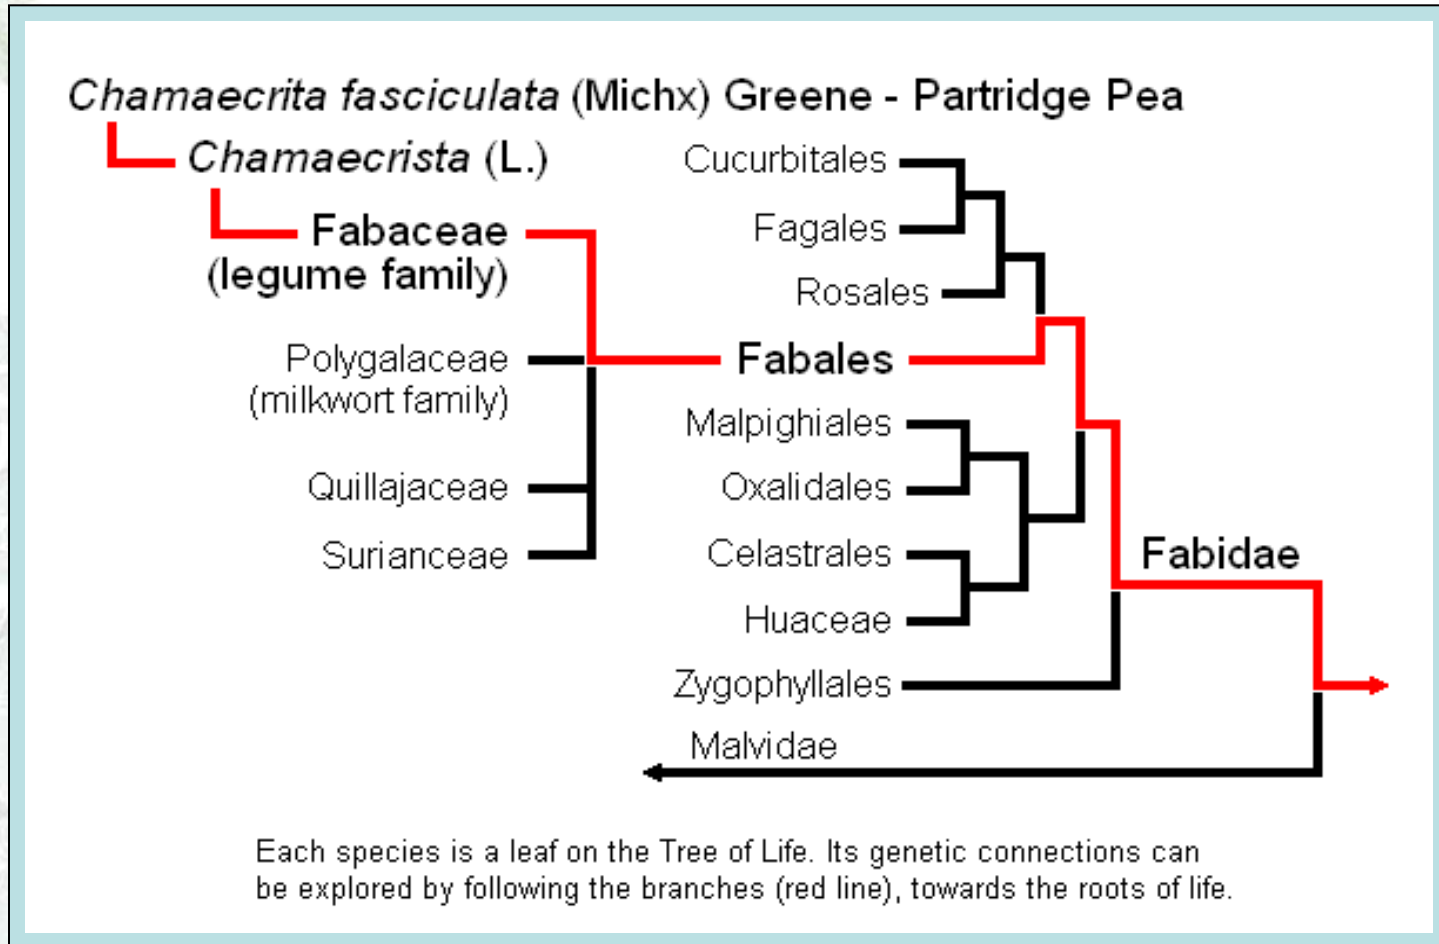 Chamaecrita fasciculata (Michx) Greene - Partridge Pea
Chamaecrista (L.)
Fabaceae
(legume family)
Polygalaceae
(milkwort family)
Quillajaceae
Surianceae
Cucurbitales
Fagales
Rosales
Fabales
Malpighiales
Oxalidales
Celastrales
Huaceae
Zygophyllales
Malvidae
Fabidae
Each species is a leaf on the Tree of Life. Its genetic connections can
be explored by following the branches (red line), towards the roots of life.